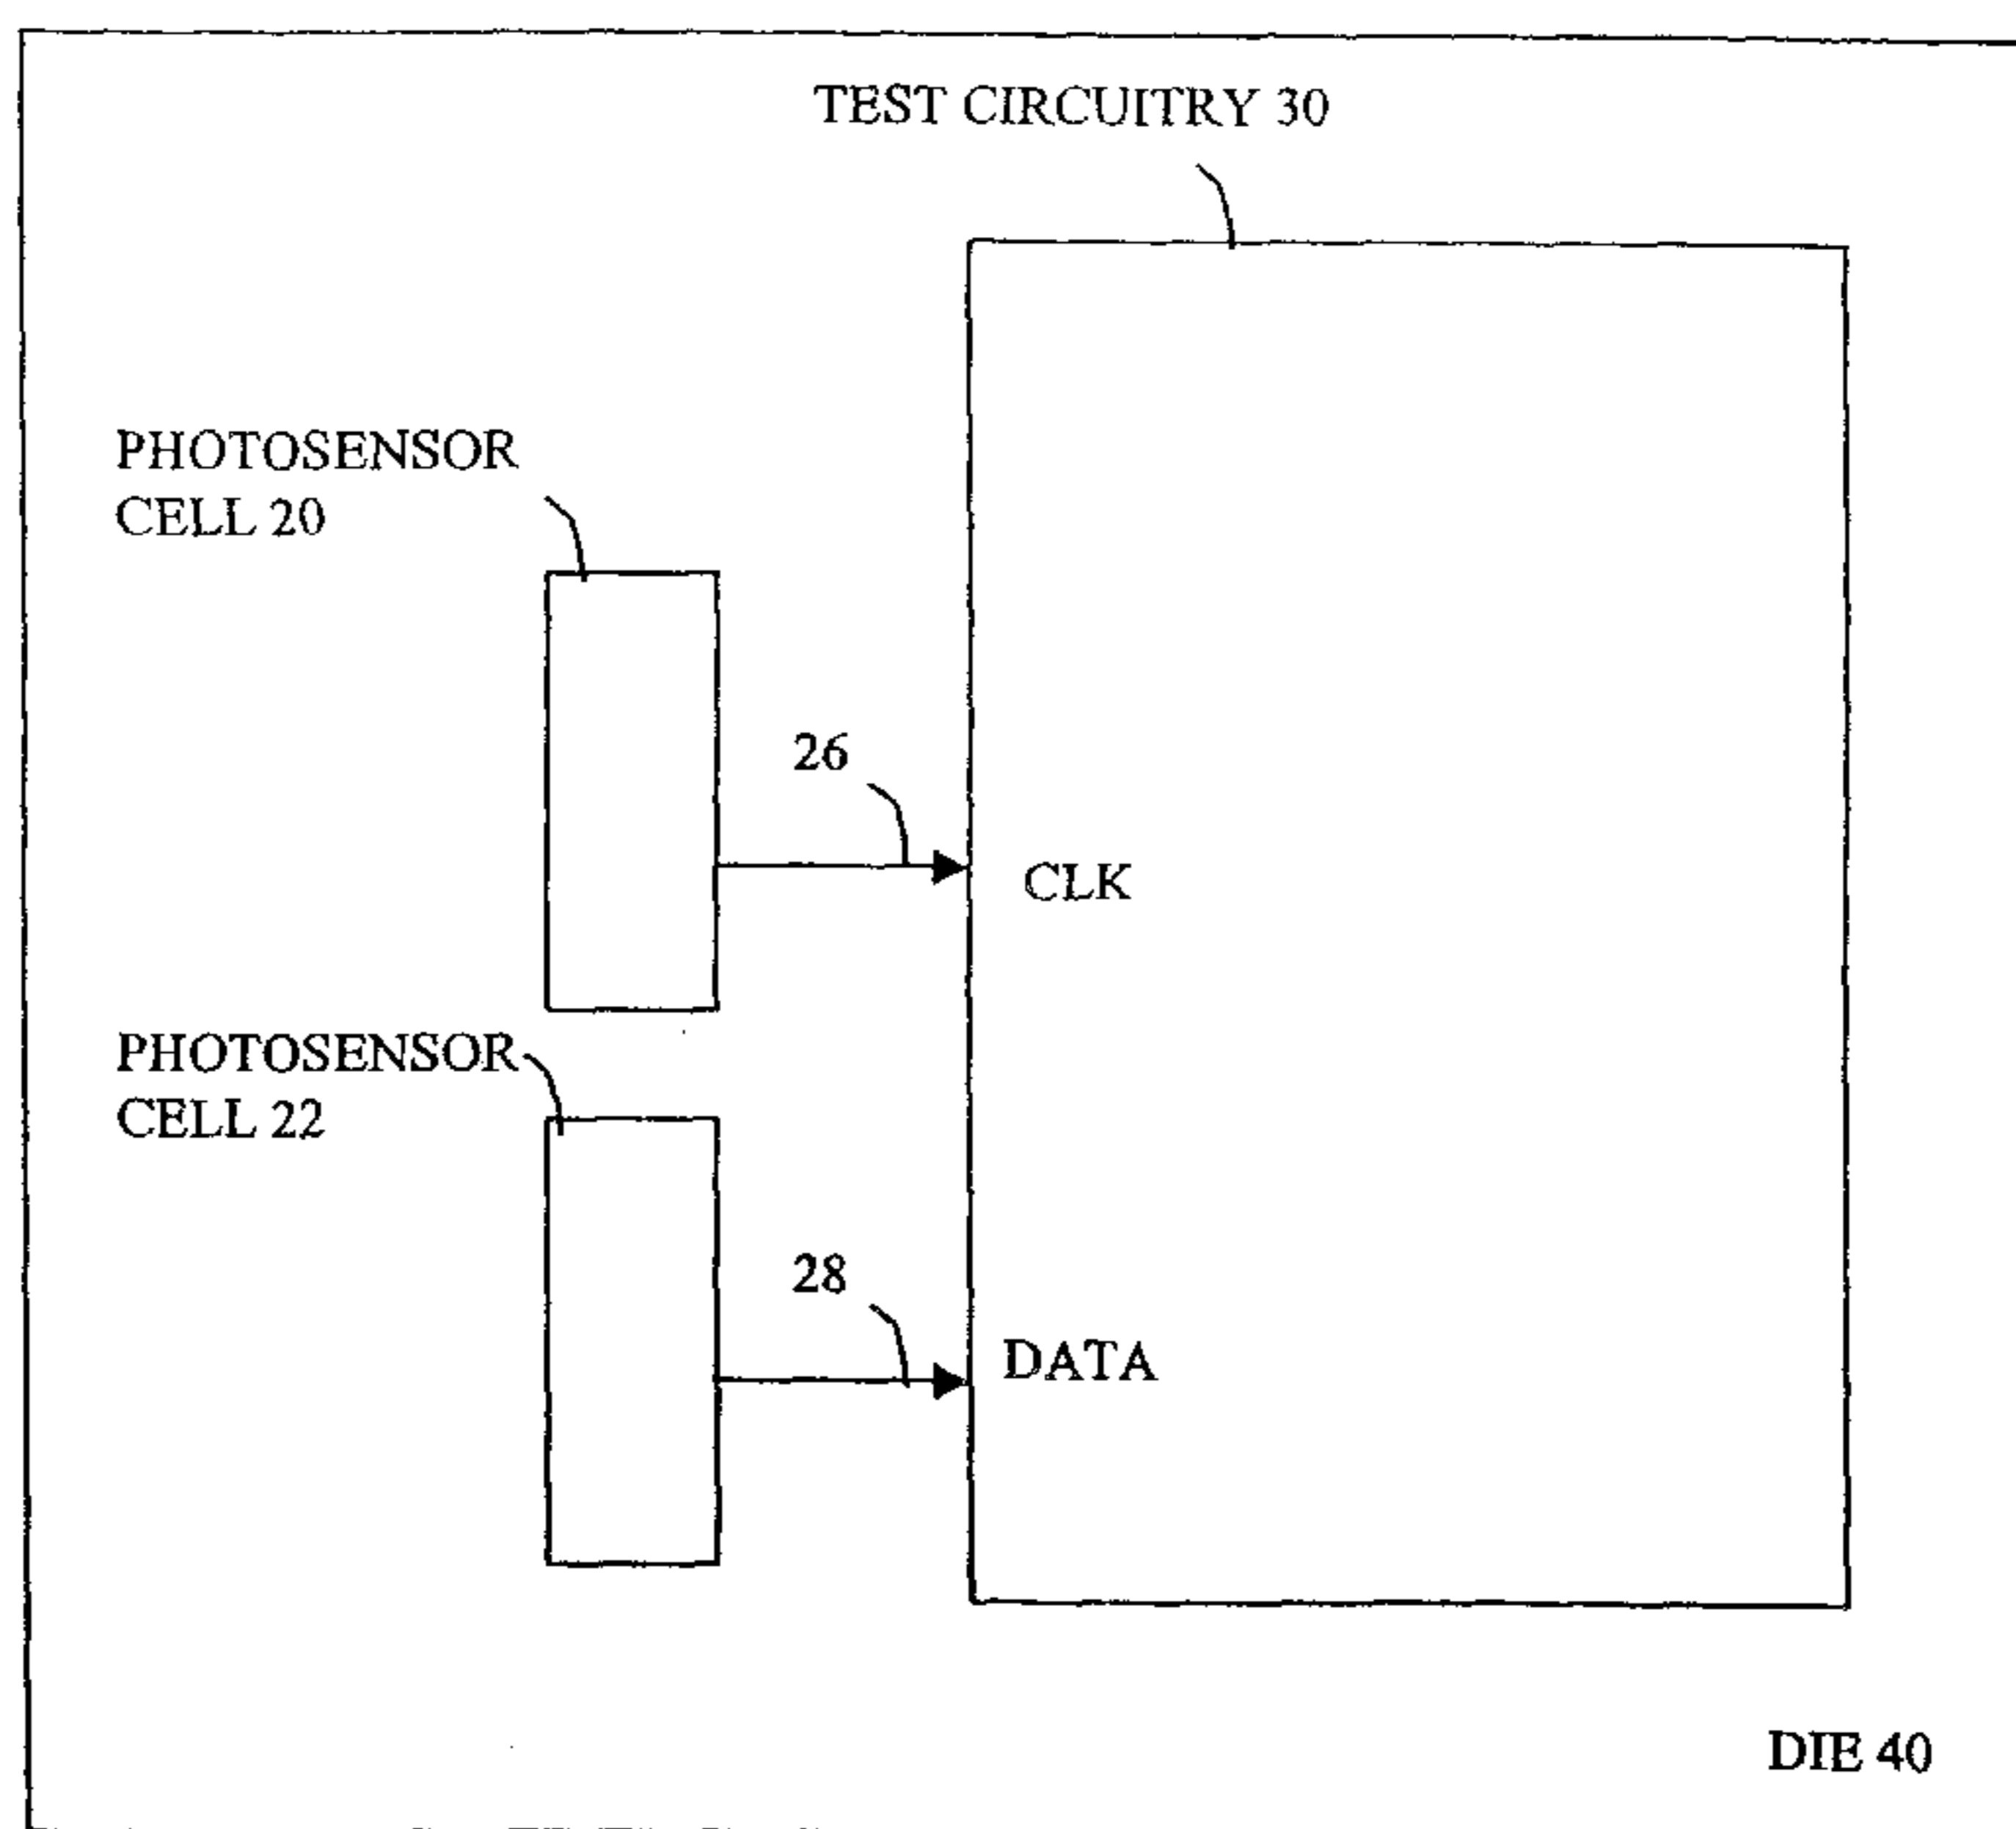 TEST CIRCUITRY 30
PHOTOSENSOR
CELL 20
26
CLK
PHOTOSENSOR
CELL 22
28
DATA
DIE 40